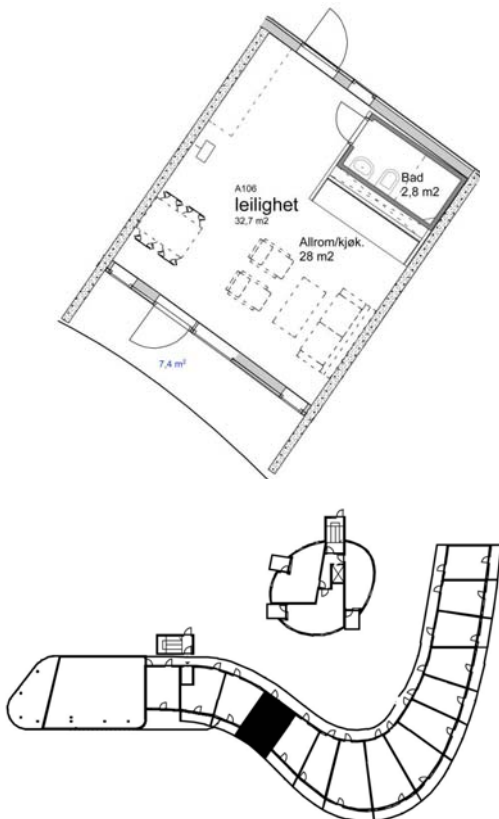 Bad
2,8 m2
A106
leilighet
32,7 m2
Allrom/kjøk.
28 m2
7,4 m²